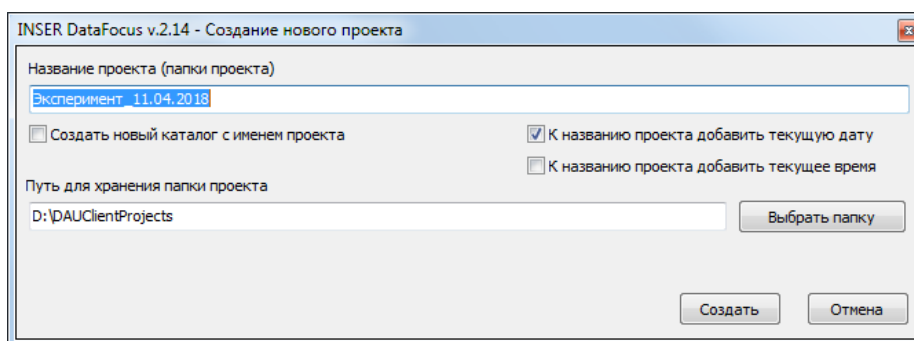 INSER DataFocus v.2.14 - Создание нового проекта
Название проекта (папки проекта)
Эксперимент_11.04.2018
Создать новый каталог с именем проекта
К названию проекта добавить текущую дату
К названию проекта добавить текущее время
Путь для хранения папки проекта
D:\DAUClientProjects
Выбрать папку
Создать
Отмена